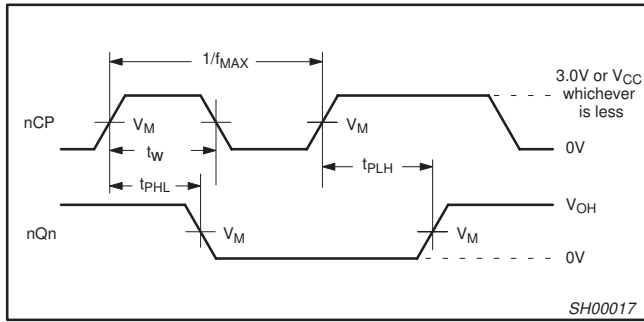 1/fMAX
3.0V or VCC
whichever
is less
nCP
VM
VM
tW
0V
tPHL
tPLH
VOH
nQn
VM
VM
0V
SH00017